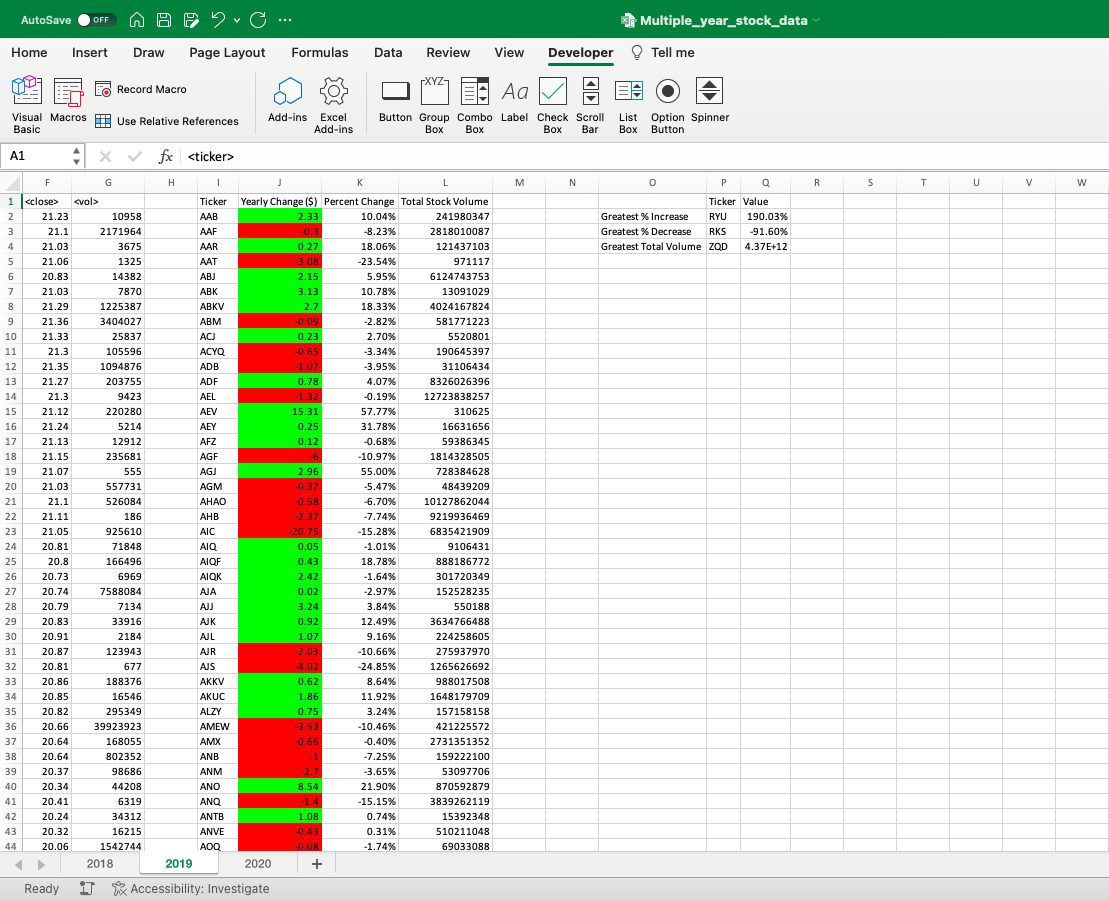 AutoSave OFF ... Multiple_year_stock_data
Home Insert Draw Page Layout Formulas Data Review View Developer Tell me
Visual Basic Macros Record Macro Use Relative References Add-ins Excel Add-ins Button Group Box Combo Box Label Check Box Scroll Bar List Box Option Button Spinner
XYZ Aa
A1 fx <ticker>
F G H I J K L M N O P Q R S T U V W
1 <close> <vol> Ticker Yearly Change ($) Percent Change Total Stock Volume Ticker Value
2 21.23 10958 AAB 2.33 10.04% 241980347 Greatest % Increase RYU 190.03%
3 21.1 2171964 AAF -0.3 -8.23% 2818010087 Greatest % Decrease RKS -91.60%
4 21.03 3675 AAR 0.27 18.06% 121437103 Greatest Total Volume ZQD 4.37E+12
5 21.06 1325 AAT -3.08 -23.54% 971117
6 20.83 14382 ABJ 2.15 5.95% 6124743753
7 21.03 7870 ABK 3.13 10.78% 13091029
8 21.29 1225387 ABKV 2.7 18.33% 4024167824
9 21.36 3404027 ABM -0.09 -2.82% 581771223
10 21.33 25837 ACJ 0.23 2.70% 5520801
11 21.3 105596 ACYQ -0.65 -3.34% 190645397
12 21.35 1094876 ADB -1.07 -3.95% 31106434
13 21.27 203755 ADF 0.78 4.07% 8326026396
14 21.3 9423 AEL -1.32 -0.19% 12723838257
15 21.12 220280 AEV 15.31 57.77% 310625
16 21.24 5214 AEY 0.25 31.78% 16631656
17 21.13 12912 AFZ 0.12 -0.68% 59386345
18 21.15 235681 AGF -6 -10.97% 1814328505
19 21.07 555 AGJ 2.96 55.00% 728384628
20 21.03 557731 AGM -0.37 -5.47% 48439209
21 21.1 526084 AHAO -0.58 -6.70% 10127862044
22 21.11 186 AHB -2.37 -7.74% 9219936469
23 21.05 925610 AIC -20.75 -15.28% 6835421909
24 20.81 71848 AIQ 0.05 -1.01% 9106431
25 20.8 166496 AIQF 0.43 18.78% 888186772
26 20.73 6969 AIQK 2.42 -1.64% 301720349
27 20.74 7588084 AJA 0.02 -2.97% 152528235
28 20.79 7134 AJJ 3.24 3.84% 550188
29 20.83 33916 AJK 0.92 12.49% 3634766488
30 20.91 2184 AJL 1.07 9.16% 224258605
31 20.87 123943 AJR -2.03 -10.66% 275937970
32 20.81 677 AJS -4.02 -24.85% 1265626692
33 20.86 188376 AKKV 0.62 8.64% 988017508
34 20.85 16546 AKUC 1.86 11.92% 1648179709
35 20.82 295349 ALZY 0.75 3.24% 157158158
36 20.66 39923923 AMEW -3.53 -10.46% 421225572
37 20.64 168055 AMX -0.66 -0.40% 2731351352
38 20.64 802352 ANB -1 -7.25% 159222100
39 20.37 98686 ANM -2.7 -3.65% 53097706
40 20.34 44208 ANO 8.54 21.90% 870592879
41 20.41 6319 ANQ -1.4 -15.15% 3839262119
42 20.24 34312 ANTB 1.08 0.74% 15392348
43 20.32 16215 ANVE -0.43 0.31% 510211048
44 20.06 1542744 AOQ -0.08 -1.74% 69033088
2018 2019 2020 +
Ready Accessibility: Investigate